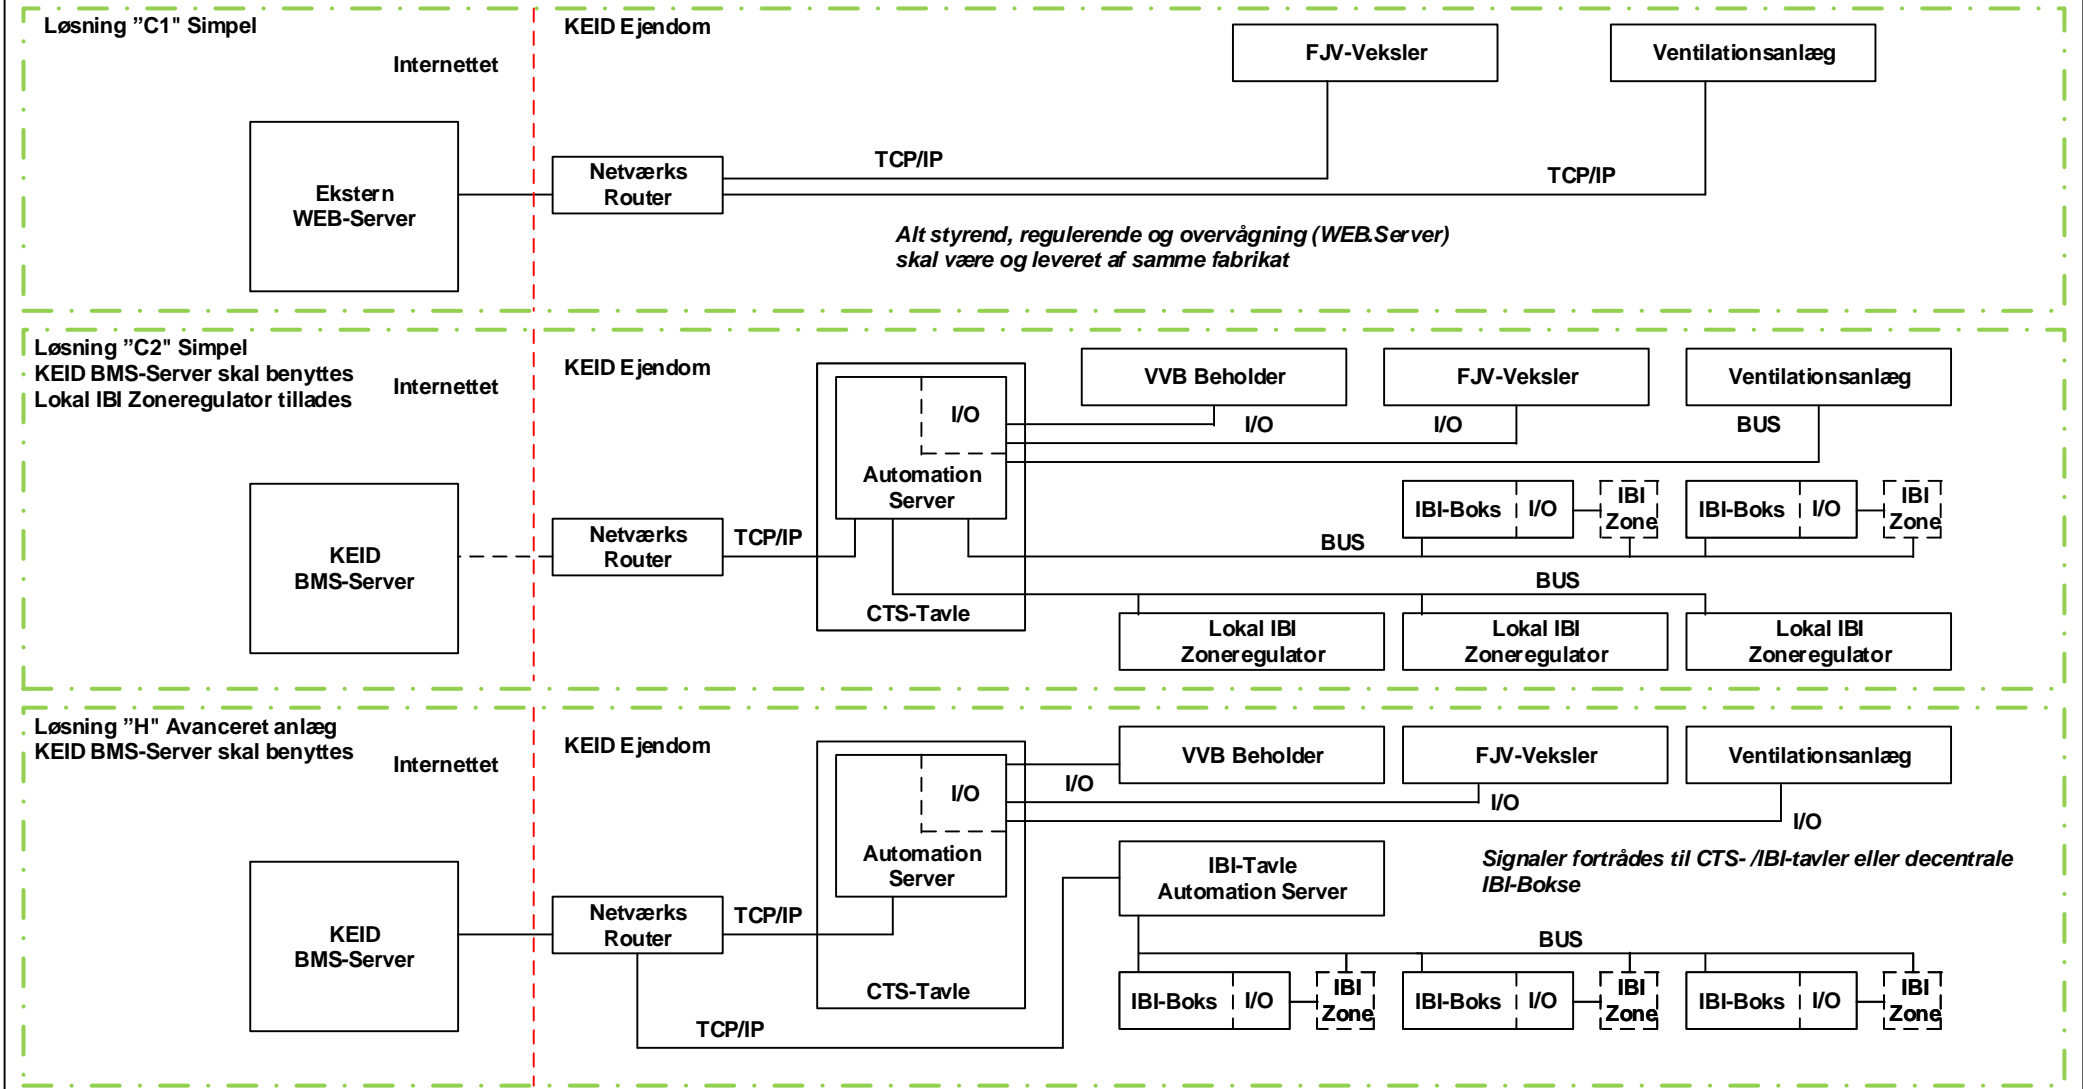 Løsning ”C1" Simpel
Internettet
KEID Ejendom
FJV-Veksler
Ventilationsanlæg
Ekstern
WEB-Server
Netværks
Router
TCP/IP
TCP/IP
Alt styrend, regulerende og overvågning (WEB.Server)
skal være og leveret af samme fabrikat
Løsning ”C2" Simpel
KEID BMS-Server skal benyttes
Lokal IBI Zoneregulator tillades
Internettet
KEID Ejendom
I/O
Automation
Server
CTS-Tavle
VVB Beholder
FJV-Veksler
Ventilationsanlæg
I/O
I/O
BUS
KEID
BMS-Server
Netværks
Router
TCP/IP
IBI-Boks
I/O
IBI
Zone
IBI-Boks
I/O
IBI
Zone
BUS
BUS
Lokal IBI
Zoneregulator
Lokal IBI
Zoneregulator
Lokal IBI
Zoneregulator
Løsning ”H" Avanceret anlæg
KEID BMS-Server skal benyttes
Internettet
KEID Ejendom
I/O
Automation
Server
CTS-Tavle
VVB Beholder
FJV-Veksler
Ventilationsanlæg
I/O
I/O
I/O
Signaler fortrådes til CTS- /IBI-tavler eller decentrale
IBI-Bokse
KEID
BMS-Server
Netværks
Router
TCP/IP
TCP/IP
IBI-Tavle
Automation Server
BUS
IBI-Boks
I/O
IBI
Zone
IBI-Boks
I/O
IBI
Zone
IBI-Boks
I/O
IBI
Zone